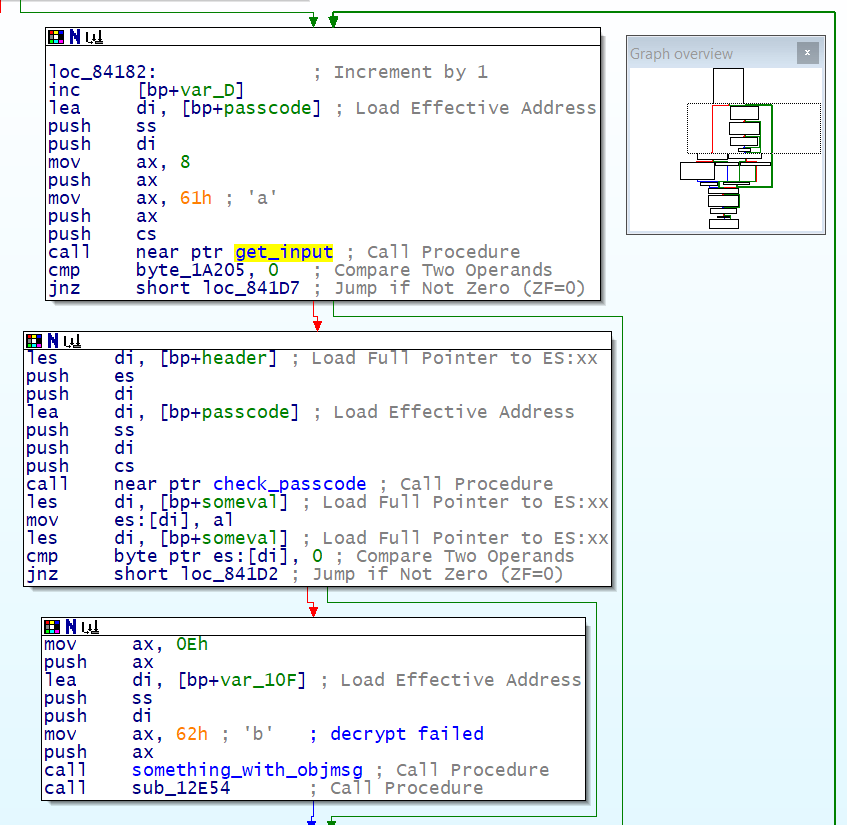 loc_84182: ; Increment by 1
inc [bp+var_D]
lea di, [bp+passcode] ; Load Effective Address
push ss
push di
mov ax, 8
push ax
mov ax, 61h ; 'a'
push ax
push cs
call near ptr get_input ; Call Procedure
cmp byte_1A205, 0 ; Compare Two Operands
jnz short loc_841D7 ; Jump if Not Zero (ZF=0)
Graph overview
les di, [bp+header] ; Load Full Pointer to ES:xx
push es
push di
lea di, [bp+passcode] ; Load Effective Address
push ss
push di
push cs
call near ptr check_passcode ; Call Procedure
les di, [bp+someval] ; Load Full Pointer to ES:xx
mov es:[di], al
les di, [bp+someval] ; Load Full Pointer to ES:xx
cmp byte ptr es:[di], 0 ; Compare Two Operands
jnz short loc_841D2 ; Jump if Not Zero (ZF=0)
mov ax, 0Eh
push ax
lea di, [bp+var_10F] ; Load Effective Address
push ss
push di
mov ax, 62h ; 'b' ; decrypt failed
push ax
call something_with_objmsg ; Call Procedure
call sub_12E54 ; Call Procedure